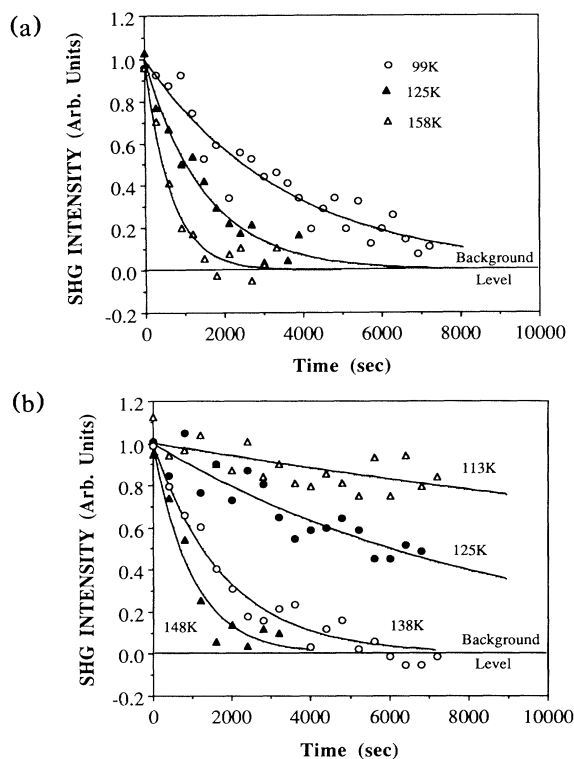 (a)
SHG INTENSITY (Arb. Units)
1.2
1.0
0.8
0.6
0.4
0.2
0.0
-0.2
99K
125K
158K
Background
Level
0 2000 4000 6000 8000 10000
Time (sec)
(b)
SHG INTENSITY (Arb. Units)
1.2
1.0
0.8
0.6
0.4
0.2
0.0
-0.2
113K
125K
148K
138K
Background
Level
0 2000 4000 6000 8000 10000
Time (sec)